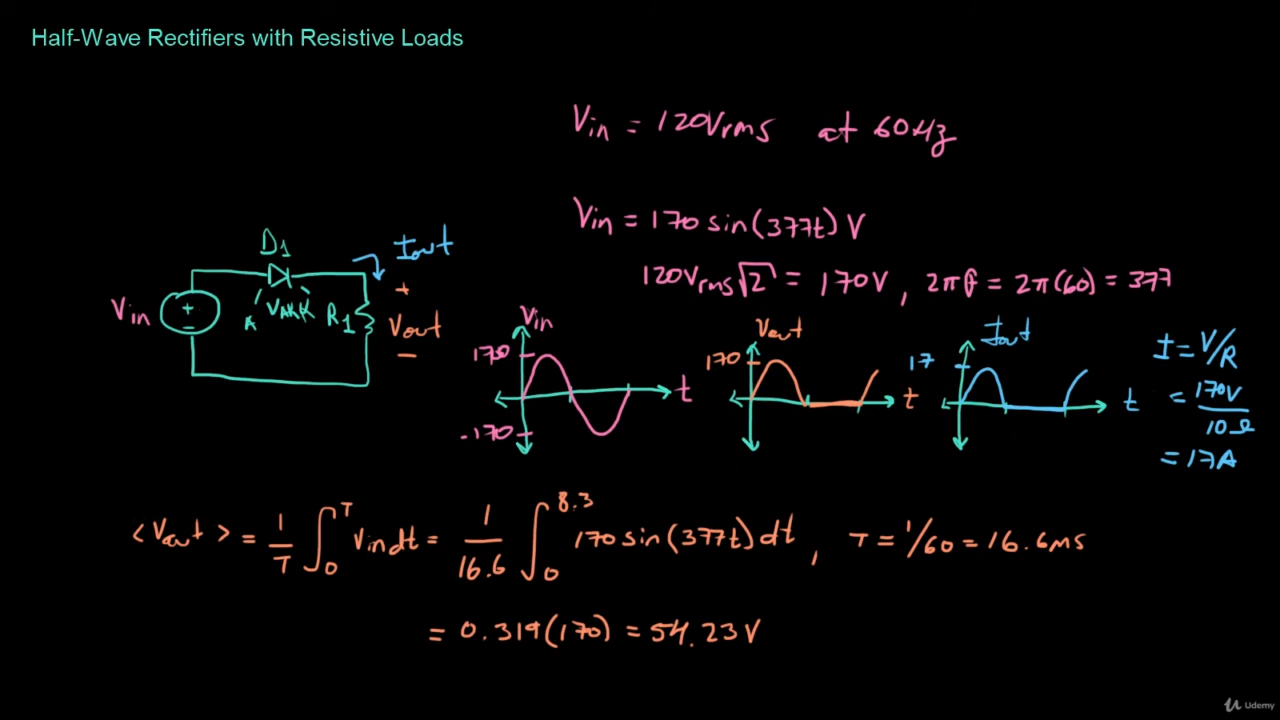 Half-Wave Rectifiers with Resistive Loads
Vin = 120Vrms at 60Hz
Vin = 170 sin(377t) V
120Vrms√2 = 170V, 2πf = 2π(60) = 377
D1
Iout
+
Vin
+
-
A
VAK
K
R1
Vout
-
Vin
170
-170
t
Vout
170
t
Iout
17
t
I = V/R
= 170V/10Ω
= 17A
<Vout> = 1/T ∫₀ᵀ Vin dt = 1/16.6 ∫₀^8.3 170 sin(377t) dt, T = 1/60 = 16.6ms
= 0.319(170) = 54.23V
Udemy